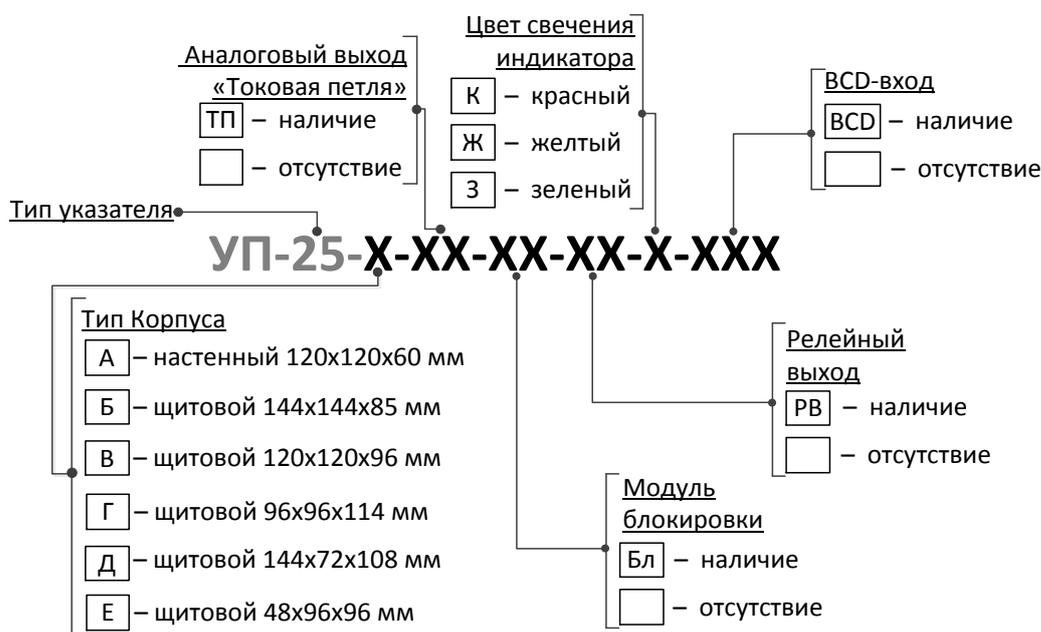 Аналоговый выход
«Токовая петля»
ТП – наличие
– отсутствие
Цвет свечения
индикатора
К – красный
Ж – желтый
З – зеленый
BCD-вход
BCD – наличие
– отсутствие
Тип указателя
УП-25-Х-ХХ-ХХ-ХХ-Х-ХХХ
Тип Корпуса
А – настенный 120х120х60 мм
Б – щитовой 144х144х85 мм
В – щитовой 120х120х96 мм
Г – щитовой 96х96х114 мм
Д – щитовой 144х72х108 мм
Е – щитовой 48х96х96 мм
Модуль
блокировки
Бл – наличие
– отсутствие
Релейный
выход
РВ – наличие
– отсутствие